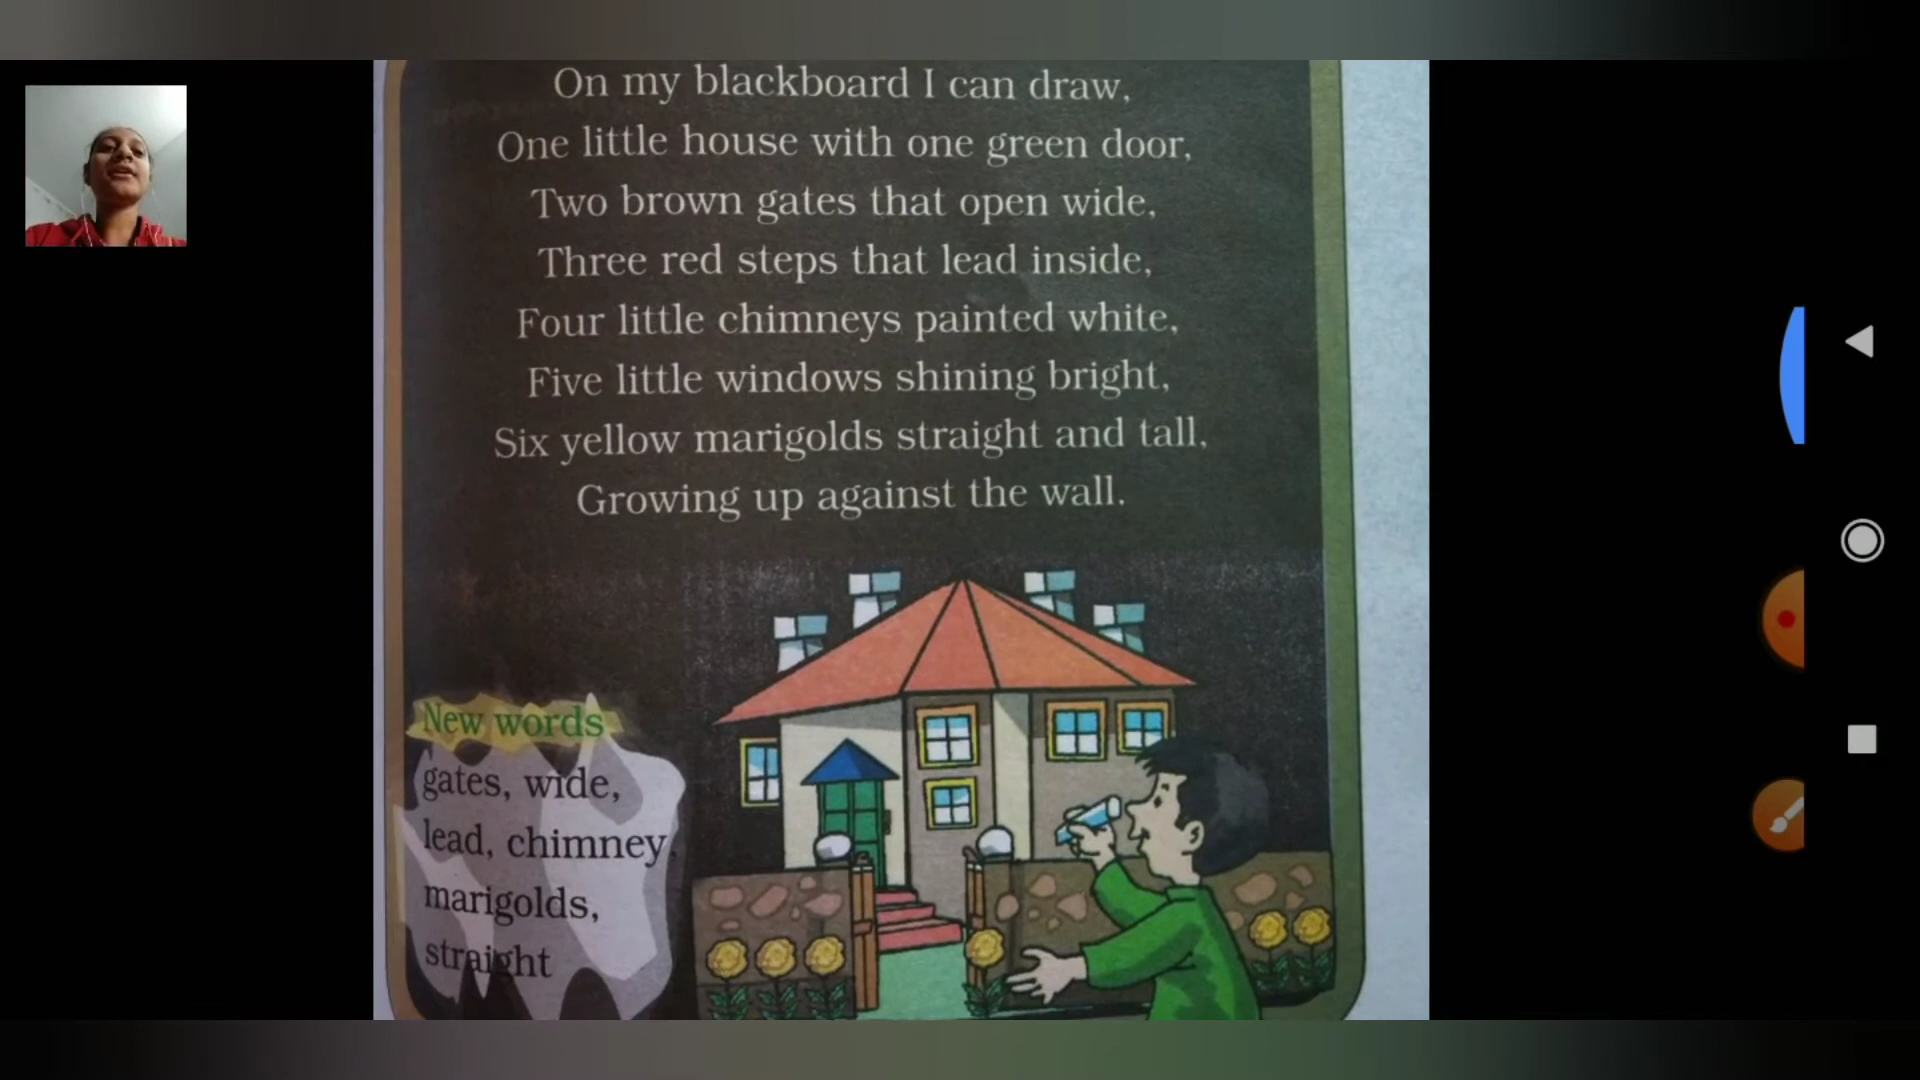 On my blackboard I can draw,
One little house with one green door,
Two brown gates that open wide,
Three red steps that lead inside,
Four little chimneys painted white,
Five little windows shining bright,
Six yellow marigolds straight and tall,
Growing up against the wall.
New words
gates, wide,
lead, chimney,
marigolds,
straight